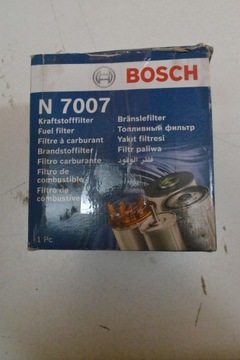 BOSCH
N 7007
Kraftstofffilter
Fuel filter
Filtre à carburant
Brandstoffilter
Filtro carburante
Filtro de
combustible
Filtro de
combustível
Bränslefilter
Топливный фильтр
Yakıt filtresi
Filtr paliwa
فلتر الوقود
1 Pc